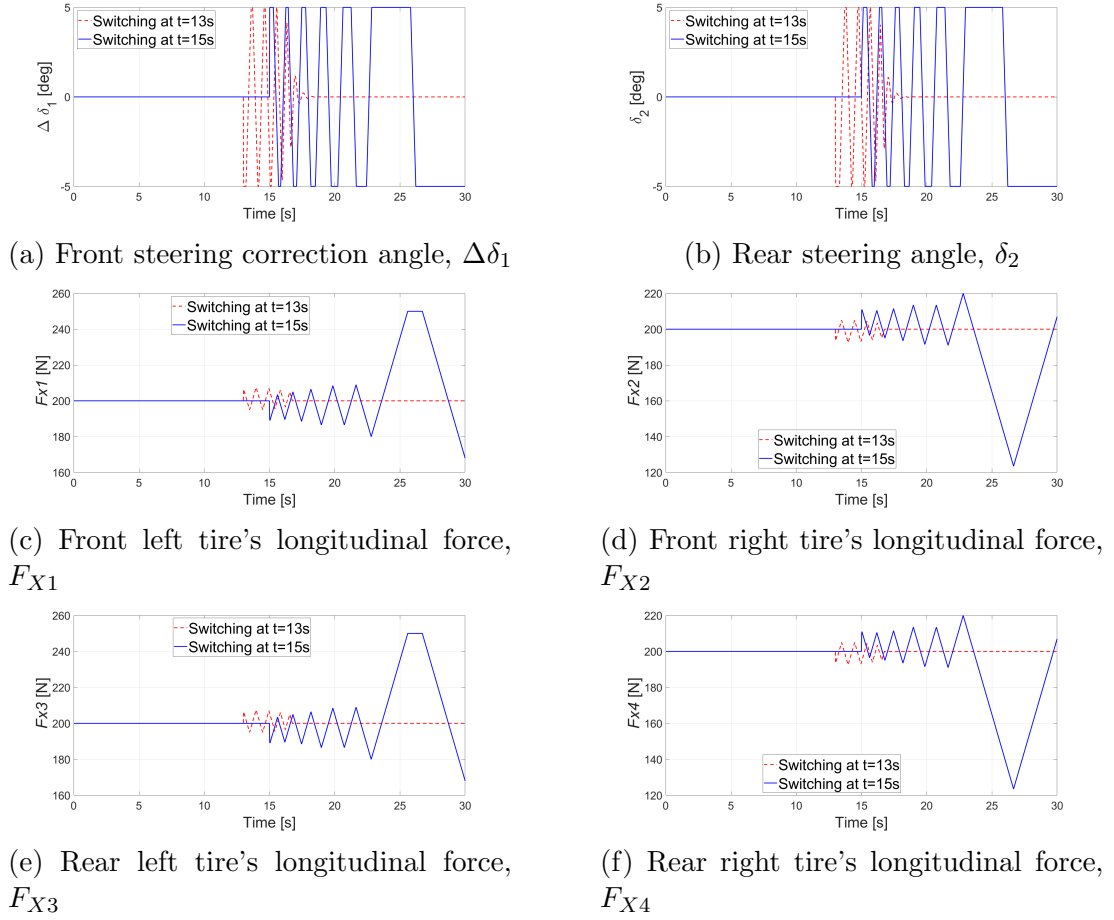 5
0
-5
Δ δ1 [deg]
Switching at t=13s
Switching at t=15s
0 5 10 15 20 25 30
Time [s]
(a) Front steering correction angle, Δδ1
5
0
-5
δ2 [deg]
Switching at t=13s
Switching at t=15s
0 5 10 15 20 25 30
Time [s]
(b) Rear steering angle, δ2
260
240
220
200
180
160
Fx1 [N]
Switching at t=13s
Switching at t=15s
0 5 10 15 20 25 30
Time [s]
(c) Front left tire's longitudinal force,
FX1
220
200
180
160
140
120
Fx2 [N]
Switching at t=13s
Switching at t=15s
0 5 10 15 20 25 30
Time [s]
(d) Front right tire's longitudinal force,
FX2
260
240
220
200
180
160
Fx3 [N]
Switching at t=13s
Switching at t=15s
0 5 10 15 20 25 30
Time [s]
(e) Rear left tire's longitudinal force,
FX3
220
200
180
160
140
120
Fx4 [N]
Switching at t=13s
Switching at t=15s
0 5 10 15 20 25 30
Time [s]
(f) Rear right tire's longitudinal force,
FX4